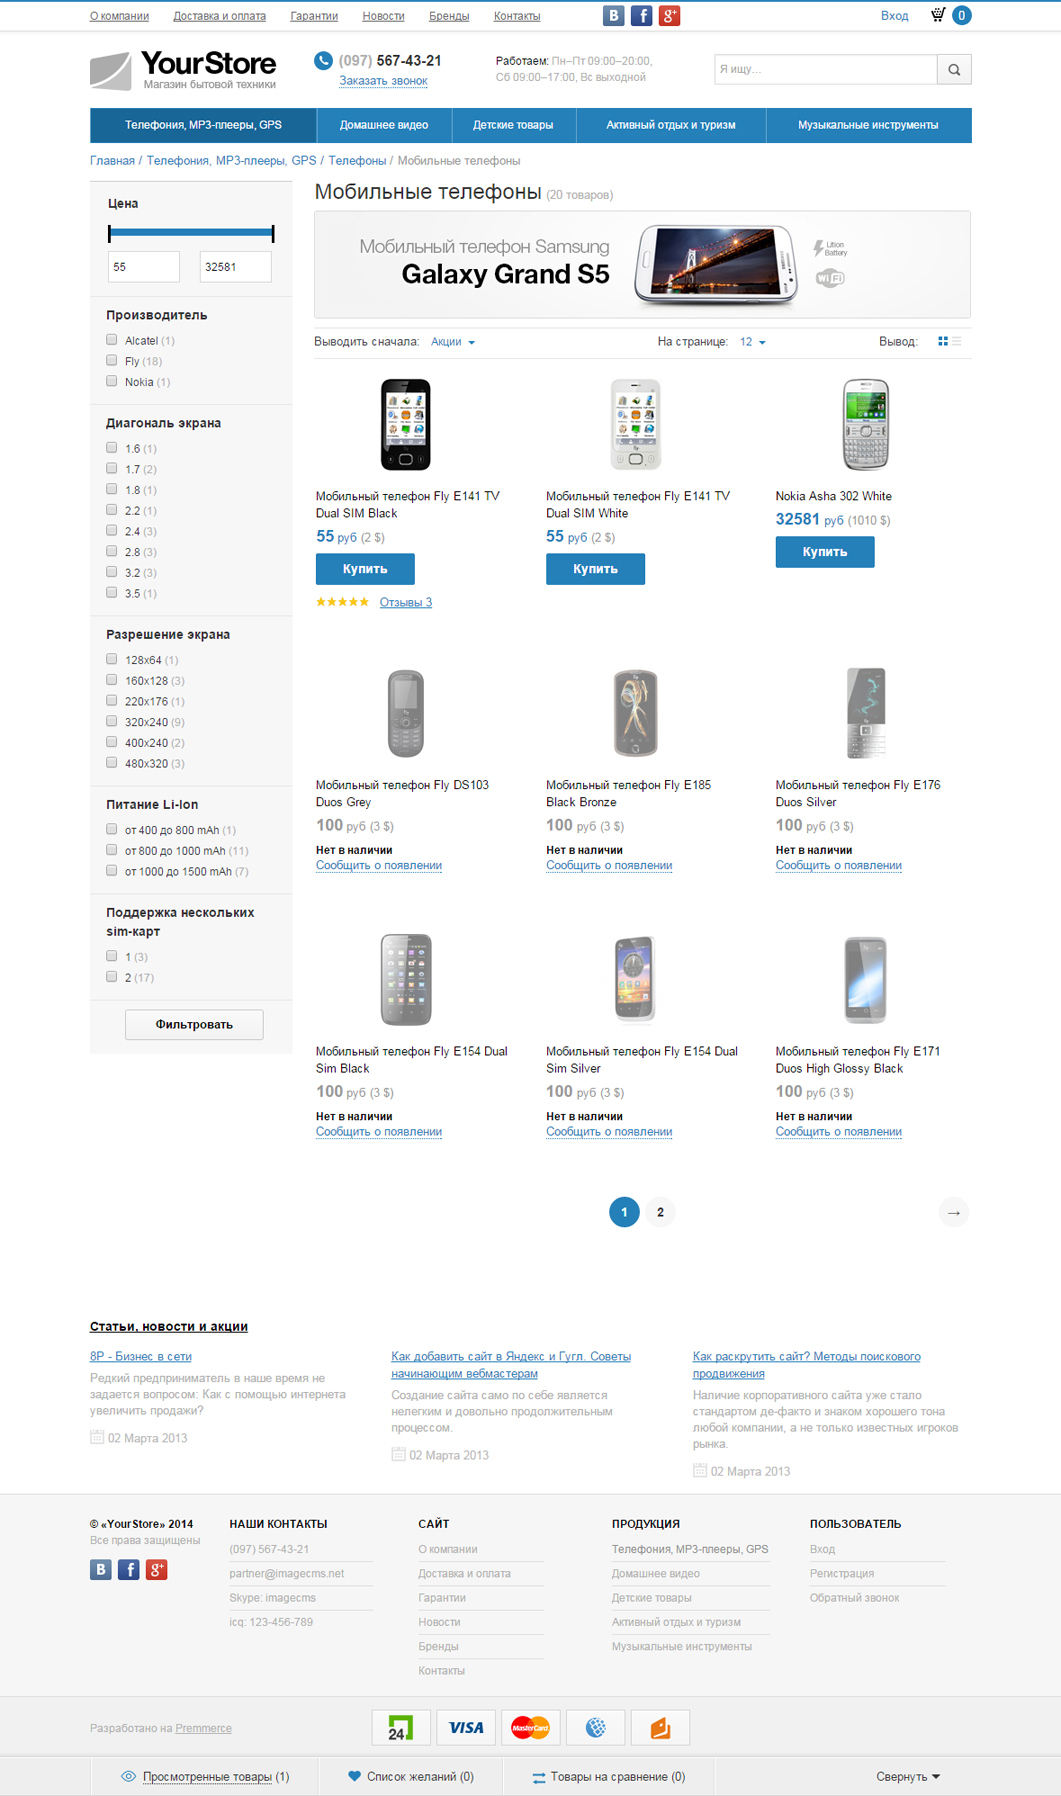 О компании Доставка и оплата Гарантии Новости Бренды Контакты В f g+ Вход 0
YourStore
Магазин бытовой техники
(097) 567-43-21
Заказать звонок
Работаем: Пн–Пт 09:00–20:00,
Сб 09:00–17:00, Вс выходной
Я ищу...
Телефония, МР3-плееры, GPS Домашнее видео Детские товары Активный отдых и туризм Музыкальные инструменты
Главная / Телефония, МР3-плееры, GPS / Телефоны / Мобильные телефоны
Цена
55 32581
Производитель
Alcatel (1)
Fly (18)
Nokia (1)
Диагональ экрана
1.6 (1)
1.7 (2)
1.8 (1)
2.2 (1)
2.4 (3)
2.8 (3)
3.2 (3)
3.5 (1)
Разрешение экрана
128x64 (1)
160x128 (3)
220x176 (1)
320x240 (9)
400x240 (2)
480x320 (3)
Питание Li-Ion
от 400 до 800 mAh (1)
от 800 до 1000 mAh (11)
от 1000 до 1500 mAh (7)
Поддержка нескольких
sim-карт
1 (3)
2 (17)
Фильтровать
Мобильные телефоны (20 товаров)
Мобильный телефон Samsung
Galaxy Grand S5
LitIon
Battery
WiFi
Выводить сначала: Акции На странице: 12 Вывод:
Мобильный телефон Fly E141 TV
Dual SIM Black
55 руб (2 $)
Купить
Отзывы 3
Мобильный телефон Fly E141 TV
Dual SIM White
55 руб (2 $)
Купить
Nokia Asha 302 White
32581 руб (1010 $)
Купить
Мобильный телефон Fly DS103
Duos Grey
100 руб (3 $)
Нет в наличии
Сообщить о появлении
Мобильный телефон Fly E185
Black Bronze
100 руб (3 $)
Нет в наличии
Сообщить о появлении
Мобильный телефон Fly E176
Duos Silver
100 руб (3 $)
Нет в наличии
Сообщить о появлении
Мобильный телефон Fly E154 Dual
Sim Black
100 руб (3 $)
Нет в наличии
Сообщить о появлении
Мобильный телефон Fly E154 Dual
Sim Silver
100 руб (3 $)
Нет в наличии
Сообщить о появлении
Мобильный телефон Fly E171
Duos High Glossy Black
100 руб (3 $)
Нет в наличии
Сообщить о появлении
1 2 →
Статьи, новости и акции
8Р - Бизнес в сети
Редкий предприниматель в наше время не
задается вопросом: Как с помощью интернета
увеличить продажи?
02 Марта 2013
Как добавить сайт в Яндекс и Гугл. Советы
начинающим вебмастерам
Создание сайта само по себе является
нелегким и довольно продолжительным
процессом.
02 Марта 2013
Как раскрутить сайт? Методы поискового
продвижения
Наличие корпоративного сайта уже стало
стандартом де-факто и знаком хорошего тона
любой компании, а не только известных игроков
рынка.
02 Марта 2013
© «YourStore» 2014
Все права защищены
В f g+
НАШИ КОНТАКТЫ
(097) 567-43-21
partner@imagecms.net
Skype: imagecms
icq: 123-456-789
САЙТ
О компании
Доставка и оплата
Гарантии
Новости
Бренды
Контакты
ПРОДУКЦИЯ
Телефония, МР3-плееры, GPS
Домашнее видео
Детские товары
Активный отдых и туризм
Музыкальные инструменты
ПОЛЬЗОВАТЕЛЬ
Вход
Регистрация
Обратный звонок
Разработано на Premmerce
24 VISA MasterCard
Просмотренные товары (1) Список желаний (0) Товары на сравнение (0) Свернуть